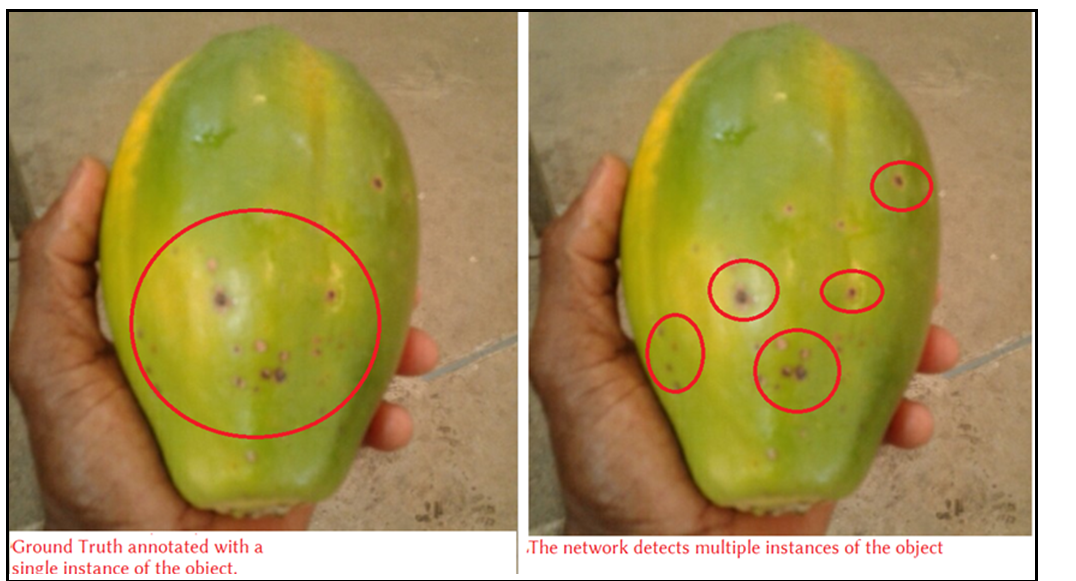 Ground Truth annotated with a
single instance of the object.
The network detects multiple instances of the object